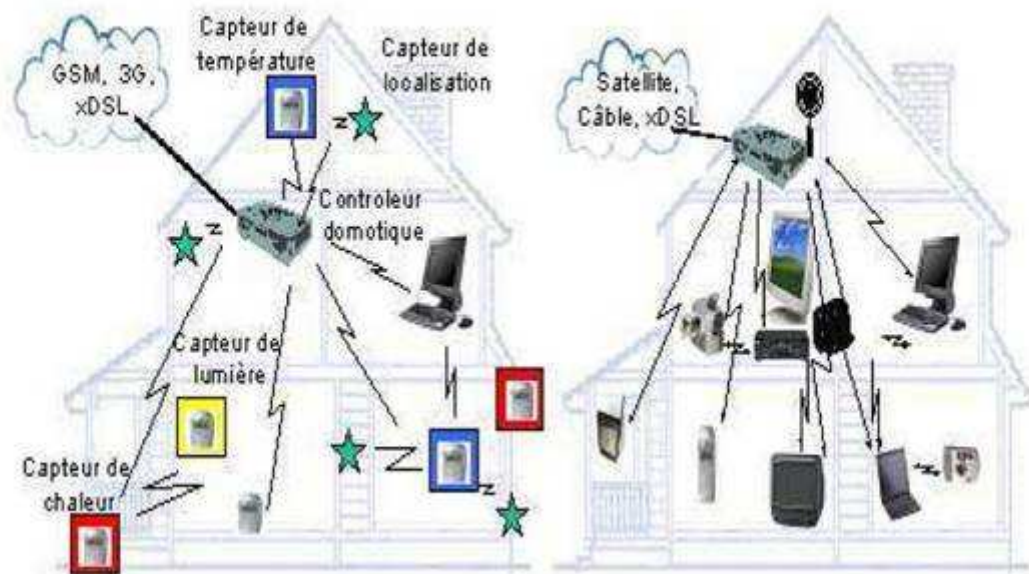 GSM, 3G,
xDSL
Capteur de
température
Capteur de
localisation
Controleur
domotique
Capteur de
lumière
Capteur de
chaleur
Satellite,
Câble, xDSL